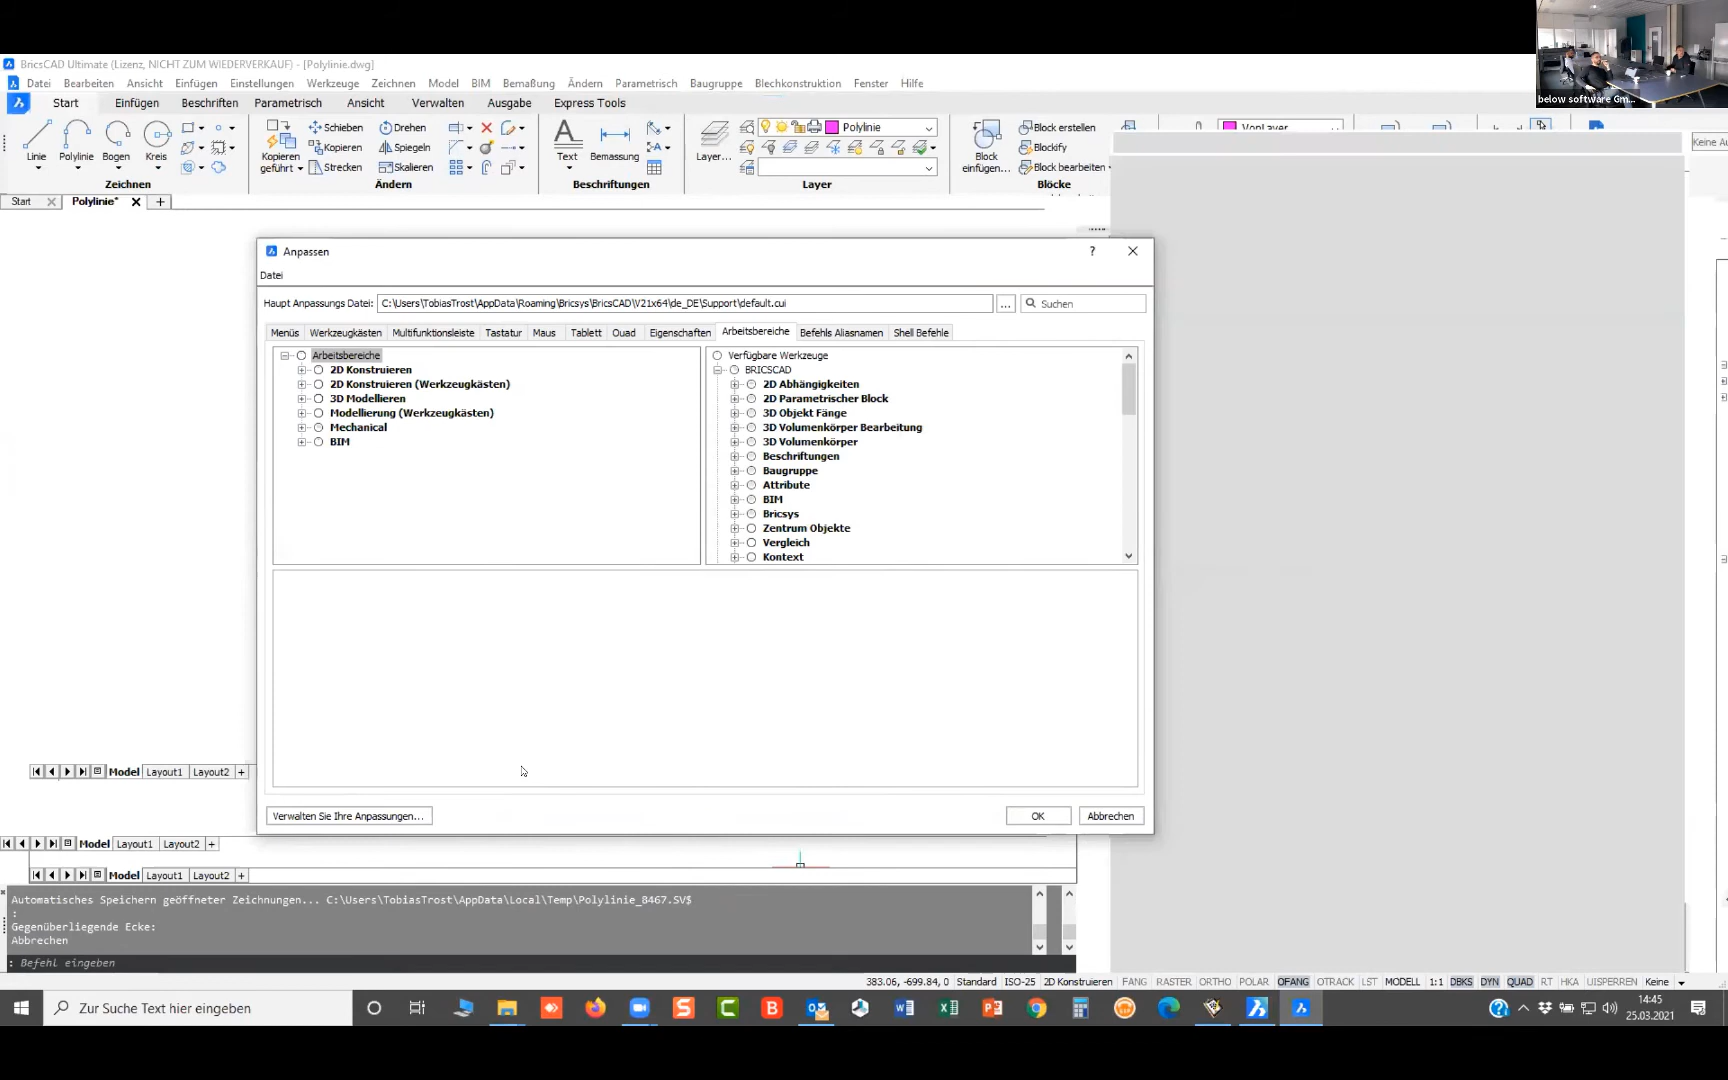 below software Gm...
BricsCAD Ultimate (Lizenz, NICHT ZUM WIEDERVERKAUF) - [Polylinie.dwg]
Datei Bearbeiten Ansicht Einfügen Einstellungen Werkzeuge Zeichnen Model BIM Bemaßung Ändern Parametrisch Baugruppe Blechkonstruktion Fenster Hilfe
Start Einfügen Beschriften Parametrisch Ansicht Verwalten Ausgabe Express Tools
Schieben Drehen Polylinie Block erstellen VonLayer
Kopieren Spiegeln Blockify Keine Au
Linie Polylinie Bogen Kreis Kopieren geführt Text Bemassung Layer... Block einfügen...
Strecken Skalieren Block bearbeiten
Zeichnen Ändern Beschriftungen Layer Blöcke
Start Polylinie* +
Anpassen ?
Datei
Haupt Anpassungs Datei: C:\Users\TobiasTrost\AppData\Roaming\Bricsys\BricsCAD\V21x64\de_DE\Support\default.cui ... Suchen
Menüs Werkzeugkästen Multifunktionsleiste Tastatur Maus Tablett Quad Eigenschaften Arbeitsbereiche Befehls Aliasnamen Shell Befehle
Arbeitsbereiche
2D Konstruieren
2D Konstruieren (Werkzeugkästen)
3D Modellieren
Modellierung (Werkzeugkästen)
Mechanical
BIM
Verfügbare Werkzeuge
BRICSCAD
2D Abhängigkeiten
2D Parametrischer Block
3D Objekt Fänge
3D Volumenkörper Bearbeitung
3D Volumenkörper
Beschriftungen
Baugruppe
Attribute
BIM
Bricsys
Zentrum Objekte
Vergleich
Kontext
Verwalten Sie Ihre Anpassungen... OK Abbrechen
Model Layout1 Layout2 +
Model Layout1 Layout2 +
Model Layout1 Layout2 +
Automatisches Speichern geöffneter Zeichnungen... C:\Users\TobiasTrost\AppData\Local\Temp\Polylinie_8467.SV$
:
Gegenüberliegende Ecke:
Abbrechen
: Befehl eingeben
383.06, -699.84, 0 Standard ISO-25 2D Konstruieren FANG RASTER ORTHO POLAR OFANG OTRACK LST MODELL 1:1 DBKS DYN QUAD RT HKA UISPERREN Keine
Zur Suche Text hier eingeben
14:45
25.03.2021